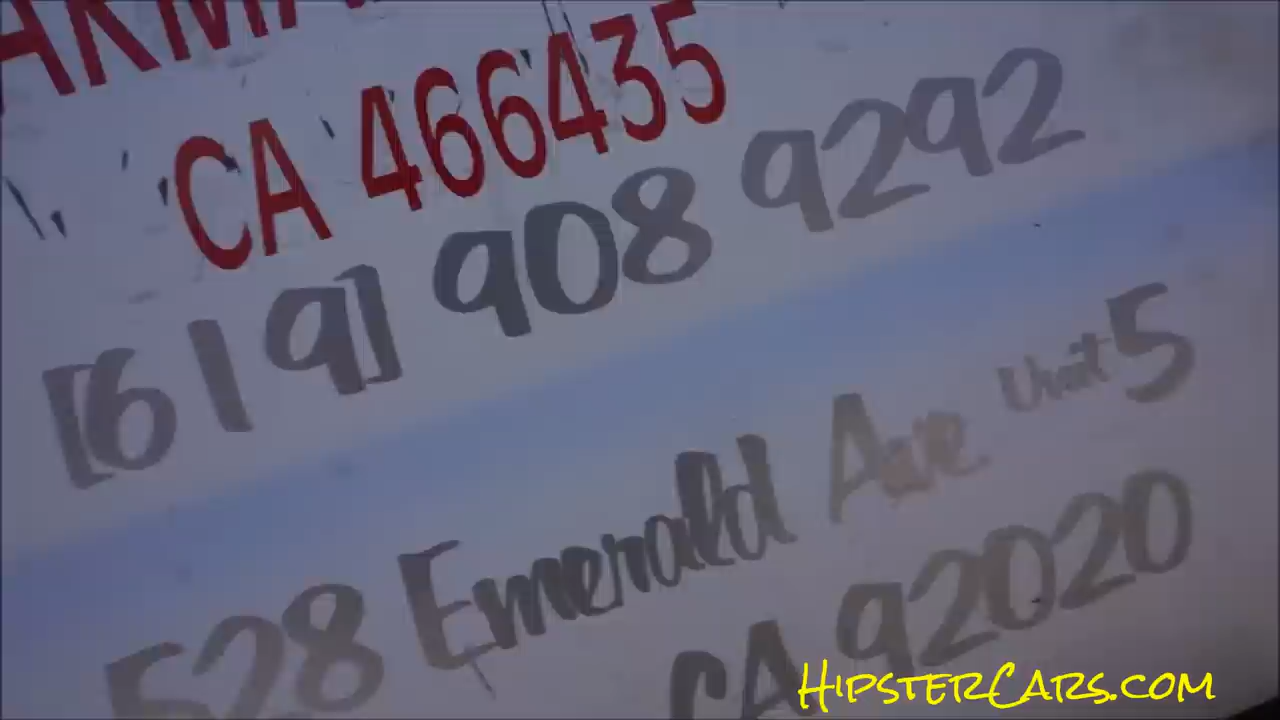 CA 466435
[619] 908 9292
528 Emerald Ave Unit 5
CA 92020
HipsterCars.com